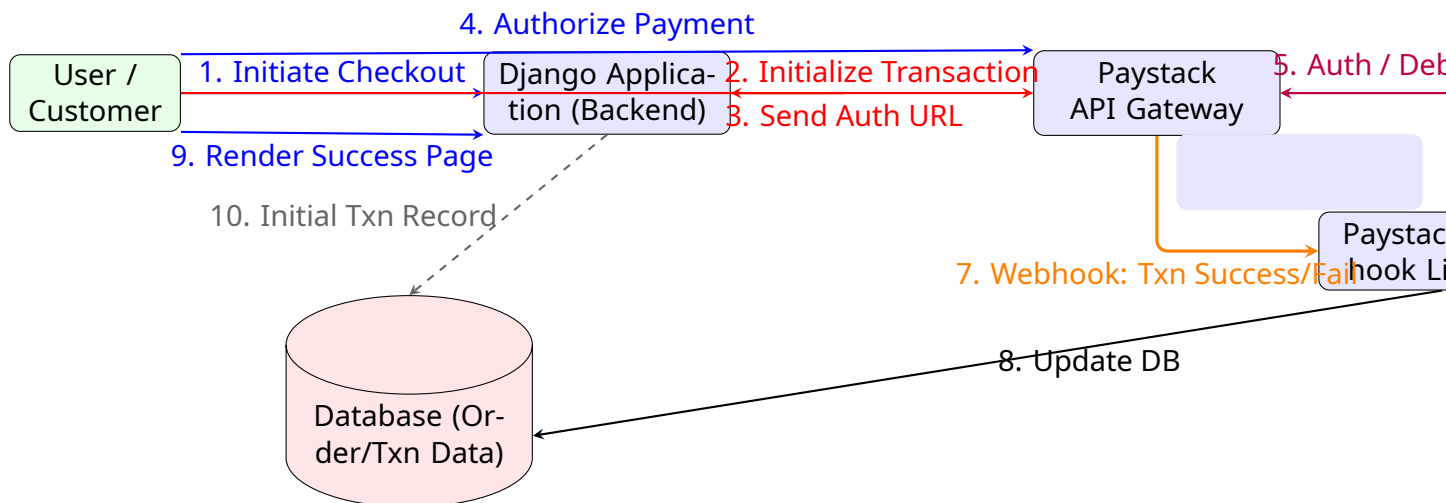 4. Authorize Payment
User /
Customer
1. Initiate Checkout
Django Applica-
tion (Backend)
2. Initialize Transaction
3. Send Auth URL
Paystack
API Gateway
5. Auth / Deb
9. Render Success Page
10. Initial Txn Record
Paystac
hook Li
7. Webhook: Txn Success/Fail
8. Update DB
Database (Or-
der/Txn Data)